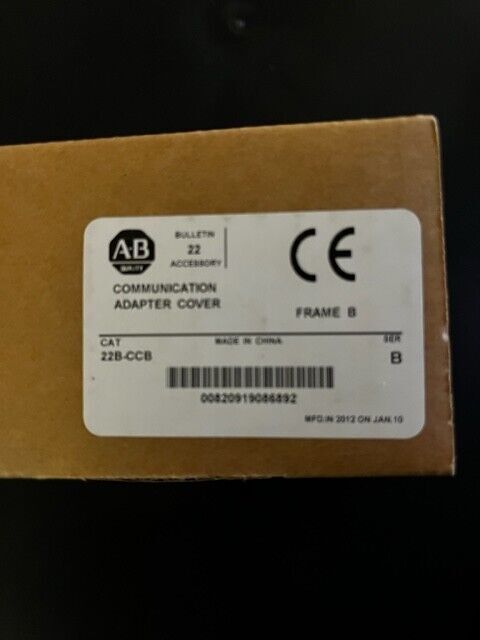 A-B
QUALITY
BULLETIN
22
ACCESSORY
CE
COMMUNICATION
ADAPTER COVER
FRAME B
CAT
MADE IN CHINA
SER
22B-CCB
B
00820919086892
MFD.IN 2012 ON JAN.10